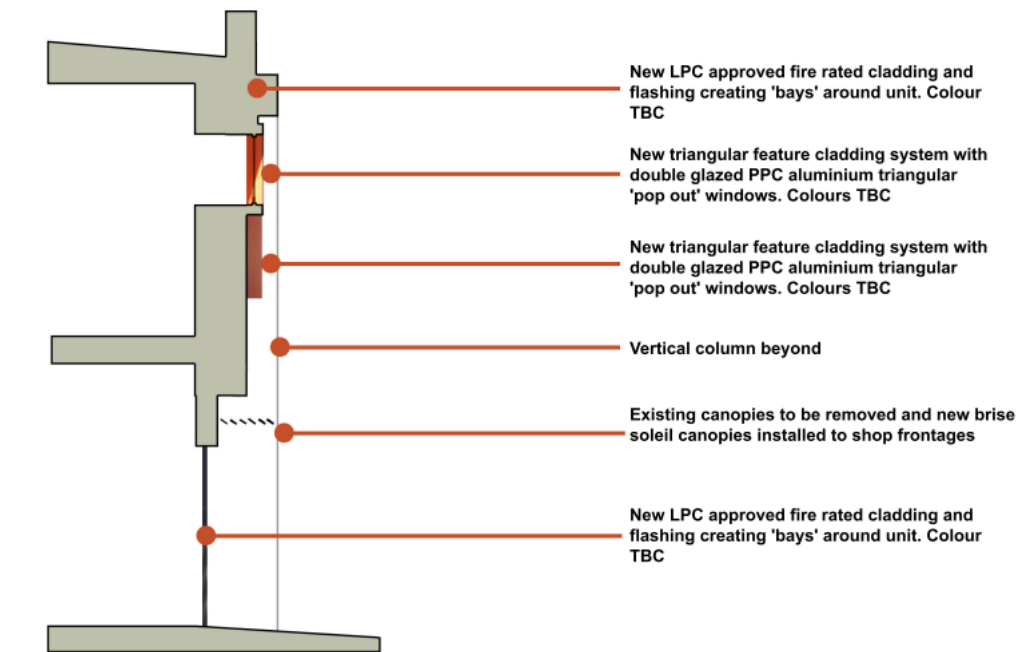 New LPC approved fire rated cladding and
flashing creating 'bays' around unit. Colour
TBC
New triangular feature cladding system with
double glazed PPC aluminium triangular
'pop out' windows. Colours TBC
New triangular feature cladding system with
double glazed PPC aluminium triangular
'pop out' windows. Colours TBC
Vertical column beyond
Existing canopies to be removed and new brise
soleil canopies installed to shop frontages
New LPC approved fire rated cladding and
flashing creating 'bays' around unit. Colour
TBC